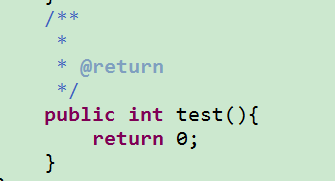 }
/**
 *
 * @return
 */
public int test(){
    return 0;
}